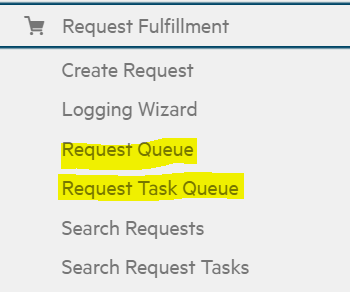 Request Fulfillment
Create Request
Logging Wizard
Request Queue
Request Task Queue
Search Requests
Search Request Tasks